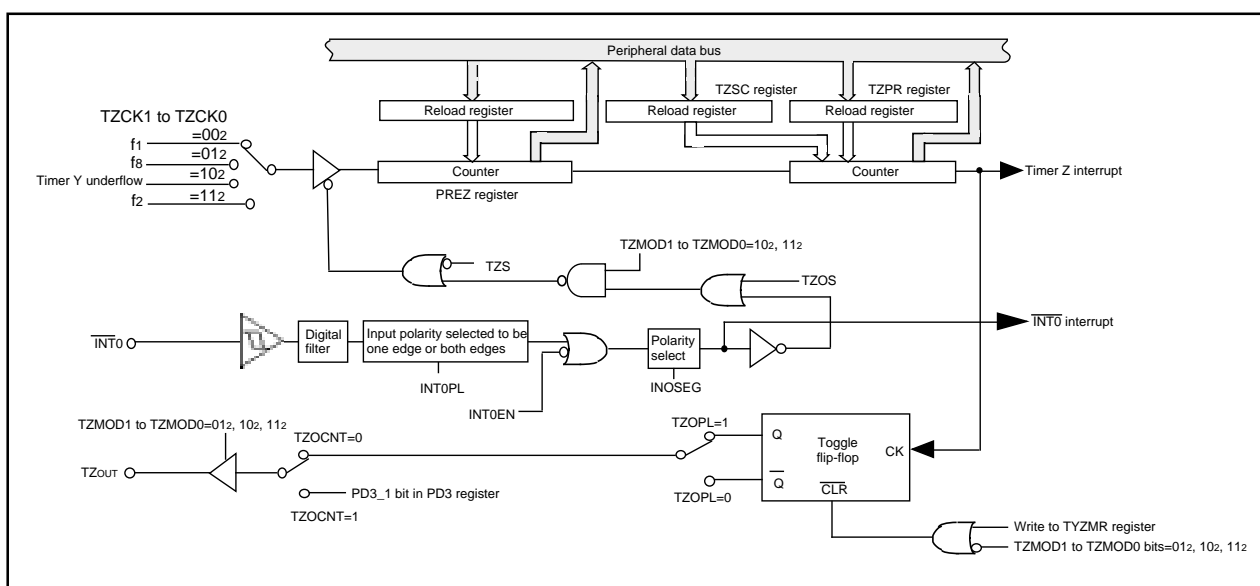 Peripheral data bus
TZSC register
TZPR register
Reload register
Reload register
Reload register
TZCK1 to TZCK0
f1
=002
f8
=012
Timer Y underflow
=102
f2
=112
Counter
Counter
Timer Z interrupt
PREZ register
TZMOD1 to TZMOD0=102, 112
TZS
TZOS
INT0
Digital
filter
Input polarity selected to be
one edge or both edges
Polarity
select
INT0 interrupt
INT0PL
INOSEG
INT0EN
TZMOD1 to TZMOD0=012, 102, 112
TZOCNT=0
TZOPL=1
Q
Toggle
flip-flop
CK
TZOUT
Q
CLR
PD3_1 bit in PD3 register
TZOPL=0
TZOCNT=1
Write to TYZMR register
TZMOD1 to TZMOD0 bits=012, 102, 112